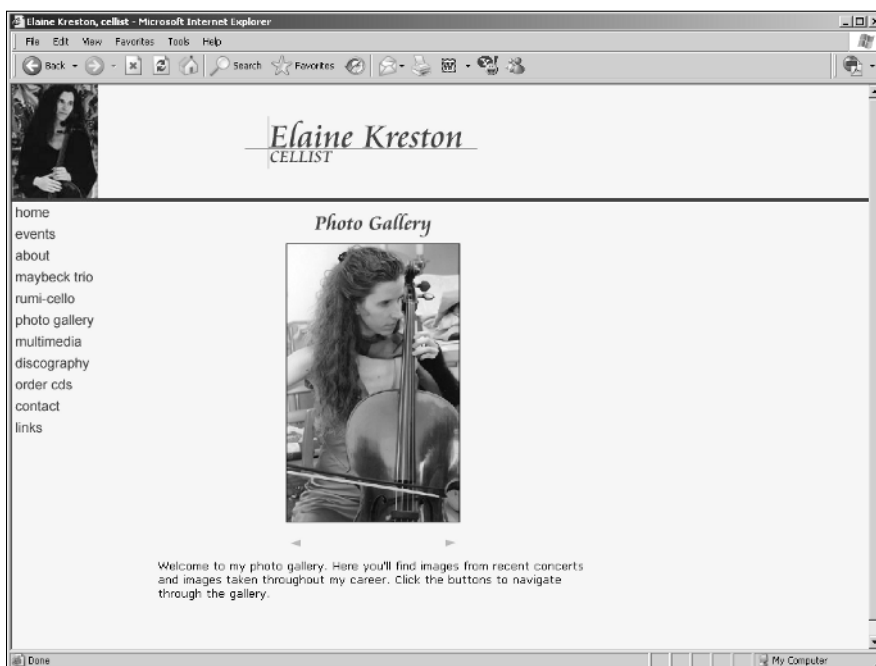 Elaine Kreston, cellist - Microsoft Internet Explorer
File Edit View Favorites Tools Help
Back Search Favorites
Elaine Kreston
CELLIST
home
events
about
maybeck trio
rumi-cello
photo gallery
multimedia
discography
order cds
contact
links
Photo Gallery
Welcome to my photo gallery. Here you'll find images from recent concerts
and images taken throughout my career. Click the buttons to navigate
through the gallery.
Done My Computer